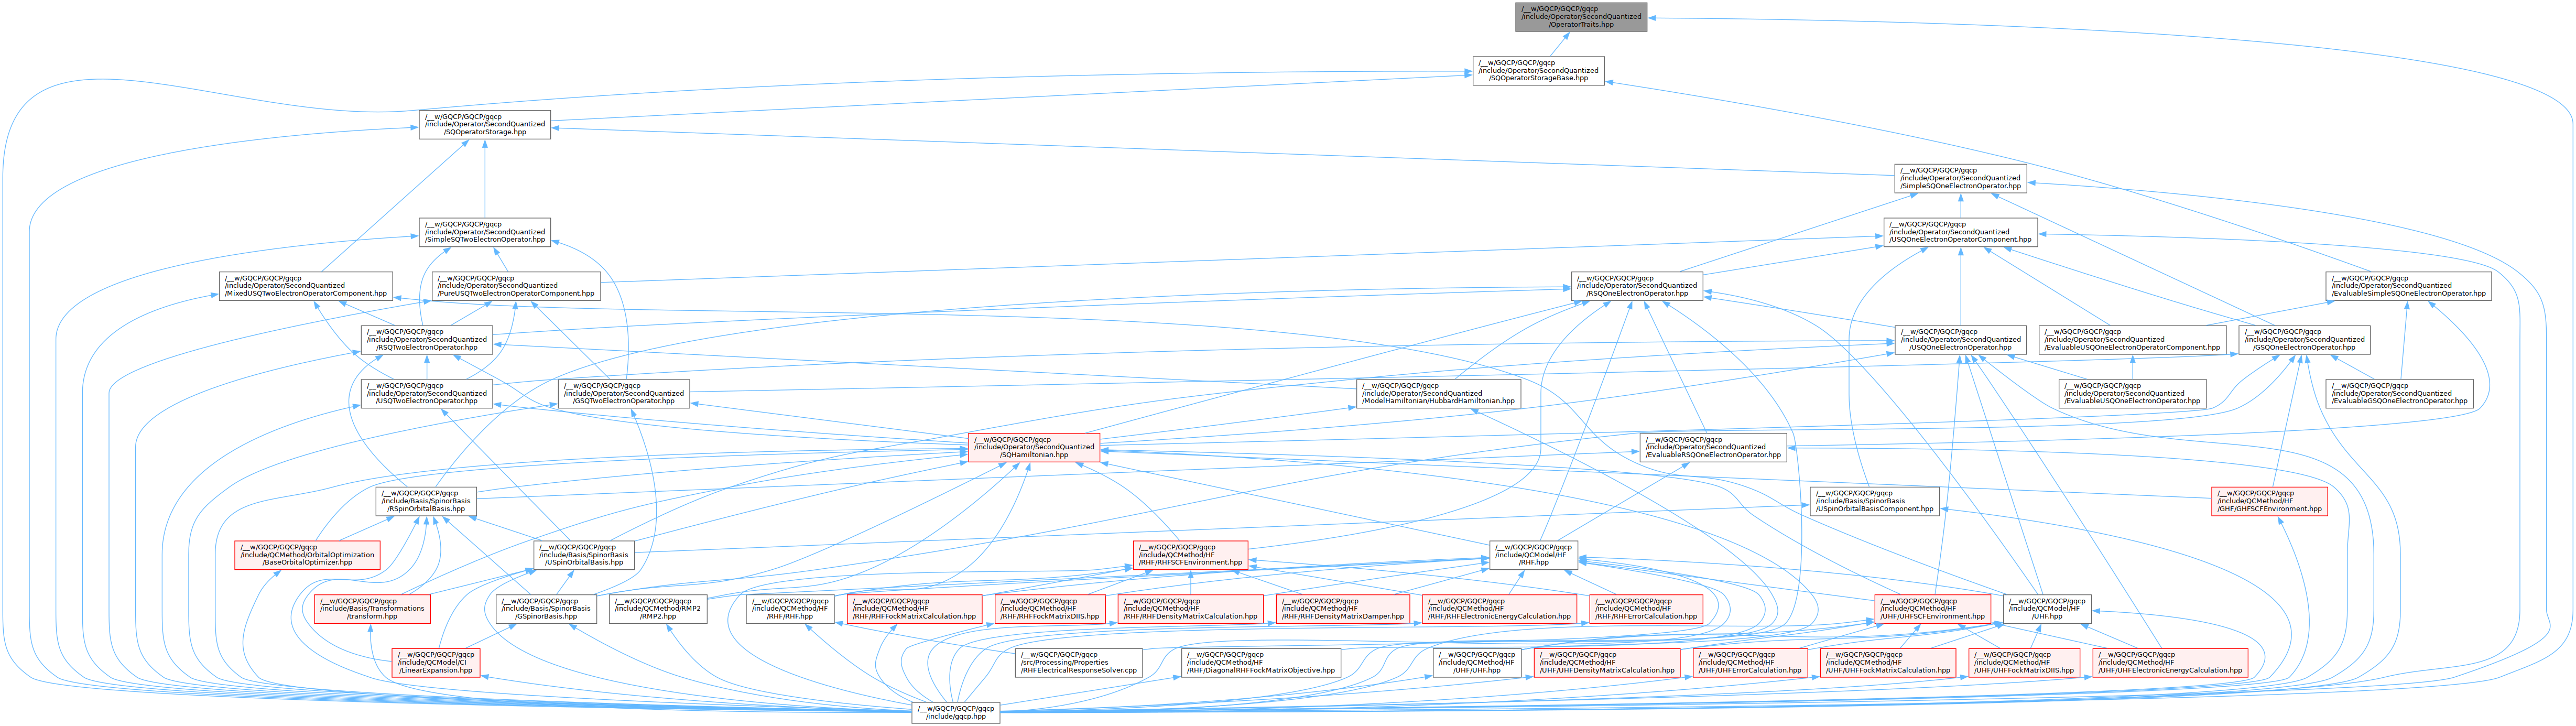 /__w/GQCP/GQCP/gqcp
/include/Operator/SecondQuantized
/OperatorTraits.hpp
/__w/GQCP/GQCP/gqcp
/include/Operator/SecondQuantized
/SQOperatorStorageBase.hpp
/__w/GQCP/GQCP/gqcp
/include/Operator/SecondQuantized
/SQOperatorStorage.hpp
/__w/GQCP/GQCP/gqcp
/include/Operator/SecondQuantized
/SimpleSQOneElectronOperator.hpp
/__w/GQCP/GQCP/gqcp
/include/Operator/SecondQuantized
/SimpleSQTwoElectronOperator.hpp
/__w/GQCP/GQCP/gqcp
/include/Operator/SecondQuantized
/USQOneElectronOperatorComponent.hpp
/__w/GQCP/GQCP/gqcp
/include/Operator/SecondQuantized
/MixedUSQTwoElectronOperatorComponent.hpp
/__w/GQCP/GQCP/gqcp
/include/Operator/SecondQuantized
/PureUSQTwoElectronOperatorComponent.hpp
/__w/GQCP/GQCP/gqcp
/include/Operator/SecondQuantized
/RSQOneElectronOperator.hpp
/__w/GQCP/GQCP/gqcp
/include/Operator/SecondQuantized
/EvaluableSimpleSQOneElectronOperator.hpp
/__w/GQCP/GQCP/gqcp
/include/Operator/SecondQuantized
/RSQTwoElectronOperator.hpp
/__w/GQCP/GQCP/gqcp
/include/Operator/SecondQuantized
/USQOneElectronOperator.hpp
/__w/GQCP/GQCP/gqcp
/include/Operator/SecondQuantized
/EvaluableUSQOneElectronOperatorComponent.hpp
/__w/GQCP/GQCP/gqcp
/include/Operator/SecondQuantized
/GSQOneElectronOperator.hpp
/__w/GQCP/GQCP/gqcp
/include/Operator/SecondQuantized
/USQTwoElectronOperator.hpp
/__w/GQCP/GQCP/gqcp
/include/Operator/SecondQuantized
/GSQTwoElectronOperator.hpp
/__w/GQCP/GQCP/gqcp
/include/Operator/SecondQuantized
/ModelHamiltonian/HubbardHamiltonian.hpp
/__w/GQCP/GQCP/gqcp
/include/Operator/SecondQuantized
/EvaluableUSQOneElectronOperator.hpp
/__w/GQCP/GQCP/gqcp
/include/Operator/SecondQuantized
/EvaluableGSQOneElectronOperator.hpp
/__w/GQCP/GQCP/gqcp
/include/Operator/SecondQuantized
/SQHamiltonian.hpp
/__w/GQCP/GQCP/gqcp
/include/Operator/SecondQuantized
/EvaluableRSQOneElectronOperator.hpp
/__w/GQCP/GQCP/gqcp
/include/Basis/SpinorBasis
/RSpinOrbitalBasis.hpp
/__w/GQCP/GQCP/gqcp
/include/Basis/SpinorBasis
/USpinOrbitalBasisComponent.hpp
/__w/GQCP/GQCP/gqcp
/include/QCMethod/HF
/GHF/GHFSCFEnvironment.hpp
/__w/GQCP/GQCP/gqcp
/include/QCMethod/OrbitalOptimization
/BaseOrbitalOptimizer.hpp
/__w/GQCP/GQCP/gqcp
/include/Basis/SpinorBasis
/USpinOrbitalBasis.hpp
/__w/GQCP/GQCP/gqcp
/include/QCMethod/HF
/RHF/RHFSCFEnvironment.hpp
/__w/GQCP/GQCP/gqcp
/include/QCModel/HF
/RHF.hpp
/__w/GQCP/GQCP/gqcp
/include/Basis/Transformations
/transform.hpp
/__w/GQCP/GQCP/gqcp
/include/Basis/SpinorBasis
/GSpinorBasis.hpp
/__w/GQCP/GQCP/gqcp
/include/QCMethod/RMP2
/RMP2.hpp
/__w/GQCP/GQCP/gqcp
/include/QCMethod/HF
/RHF/RHF.hpp
/__w/GQCP/GQCP/gqcp
/include/QCMethod/HF
/RHF/RHFFockMatrixCalculation.hpp
/__w/GQCP/GQCP/gqcp
/include/QCMethod/HF
/RHF/RHFFockMatrixDIIS.hpp
/__w/GQCP/GQCP/gqcp
/include/QCMethod/HF
/RHF/RHFDensityMatrixCalculation.hpp
/__w/GQCP/GQCP/gqcp
/include/QCMethod/HF
/RHF/RHFDensityMatrixDamper.hpp
/__w/GQCP/GQCP/gqcp
/include/QCMethod/HF
/RHF/RHFElectronicEnergyCalculation.hpp
/__w/GQCP/GQCP/gqcp
/include/QCMethod/HF
/RHF/RHFErrorCalculation.hpp
/__w/GQCP/GQCP/gqcp
/include/QCMethod/HF
/UHF/UHFSCFEnvironment.hpp
/__w/GQCP/GQCP/gqcp
/include/QCModel/HF
/UHF.hpp
/__w/GQCP/GQCP/gqcp
/include/QCModel/CI
/LinearExpansion.hpp
/__w/GQCP/GQCP/gqcp
/src/Processing/Properties
/RHFElectricalResponseSolver.cpp
/__w/GQCP/GQCP/gqcp
/include/QCMethod/HF
/RHF/DiagonalRHFFockMatrixObjective.hpp
/__w/GQCP/GQCP/gqcp
/include/QCMethod/HF
/UHF/UHF.hpp
/__w/GQCP/GQCP/gqcp
/include/QCMethod/HF
/UHF/UHFDensityMatrixCalculation.hpp
/__w/GQCP/GQCP/gqcp
/include/QCMethod/HF
/UHF/UHFErrorCalculation.hpp
/__w/GQCP/GQCP/gqcp
/include/QCMethod/HF
/UHF/UHFFockMatrixCalculation.hpp
/__w/GQCP/GQCP/gqcp
/include/QCMethod/HF
/UHF/UHFFockMatrixDIIS.hpp
/__w/GQCP/GQCP/gqcp
/include/QCMethod/HF
/UHF/UHFElectronicEnergyCalculation.hpp
/__w/GQCP/GQCP/gqcp
/include/gqcp.hpp